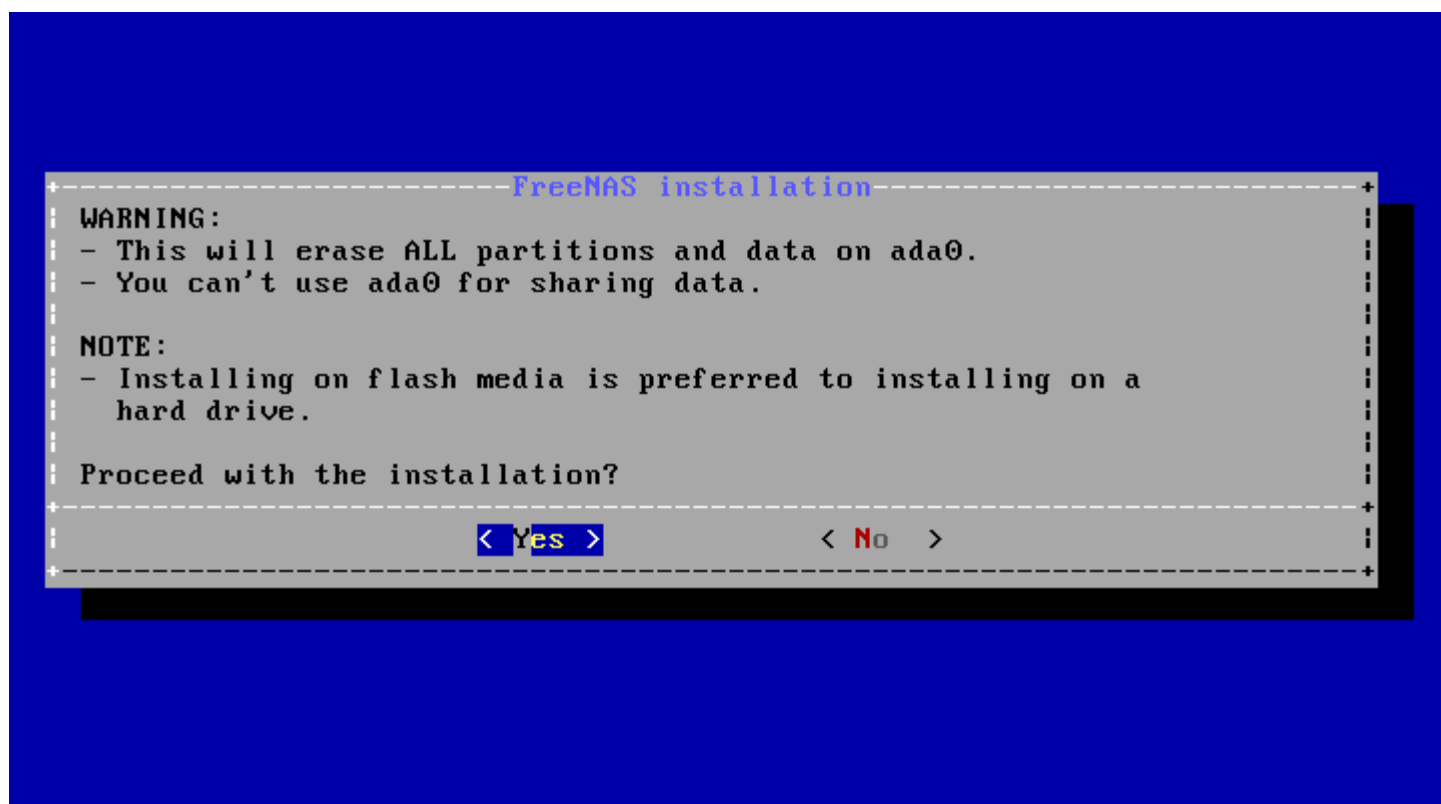 FreeNAS installation
WARNING:
- This will erase ALL partitions and data on ada0.
- You can't use ada0 for sharing data.
NOTE:
- Installing on flash media is preferred to installing on a
hard drive.
Proceed with the installation?
< Yes > < No >